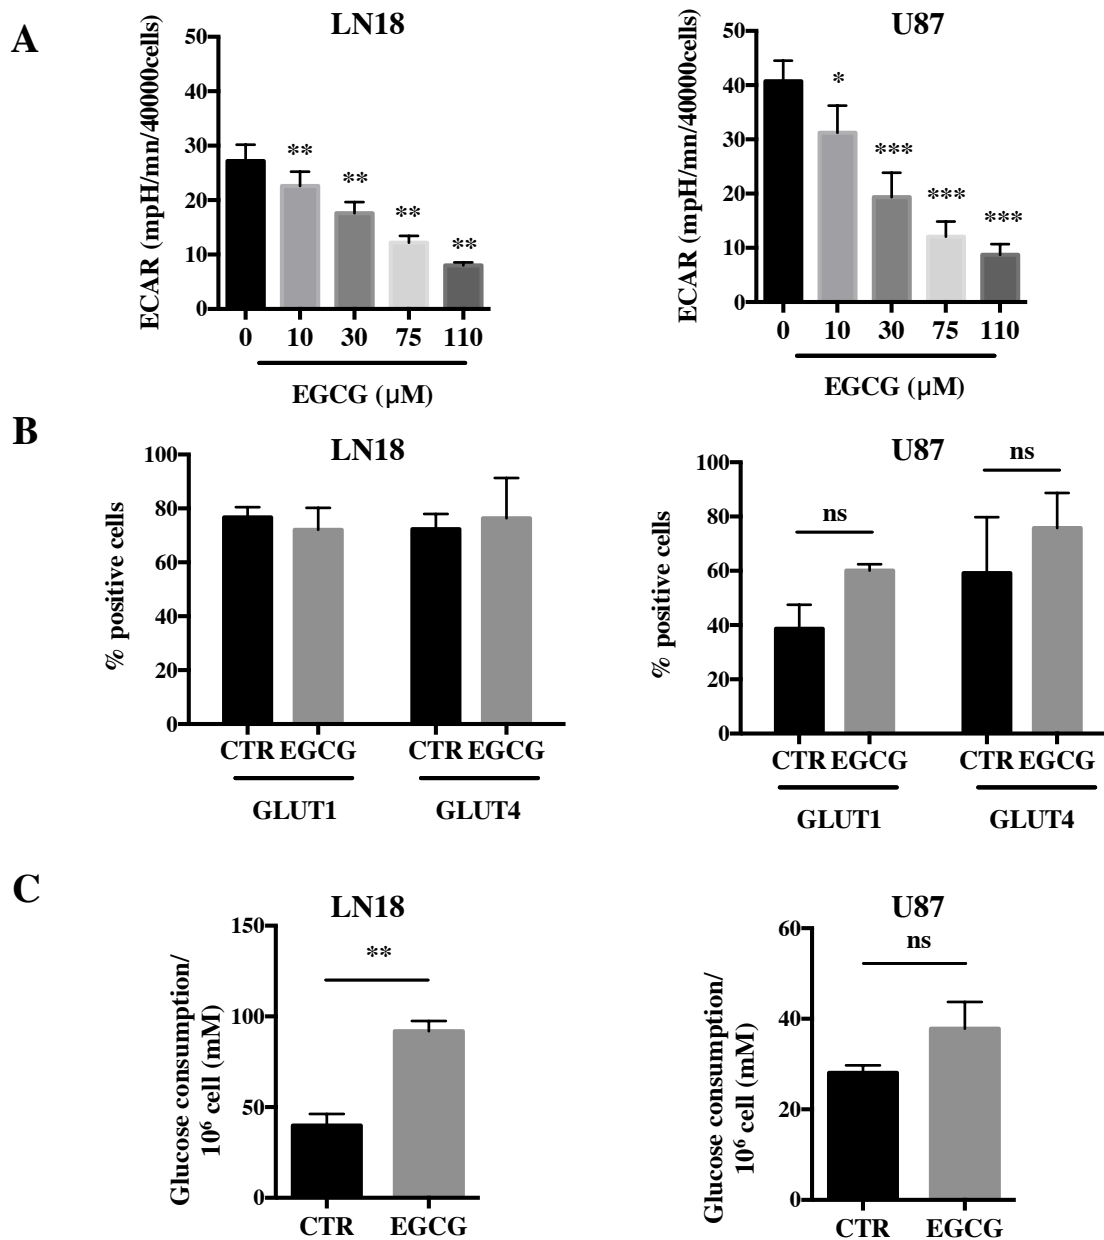 A
LN18
ECAR (mpH/mn/40000cells)
50
40
30
20
10
0
**
**
**
**
0 10 30 75 110
EGCG (µM)
U87
ECAR (mpH/mn/40000cells)
50
40
30
20
10
0
*
***
***
***
0 10 30 75 110
EGCG (µM)
B
LN18
% positive cells
100
80
60
40
20
0
CTR EGCG CTR EGCG
GLUT1 GLUT4
U87
% positive cells
100
80
60
40
20
0
ns
ns
CTR EGCG CTR EGCG
GLUT1 GLUT4
C
LN18
Glucose consumption/
10⁶ cell (mM)
150
100
50
0
**
CTR EGCG
U87
Glucose consumption/
10⁶ cell (mM)
60
40
20
0
ns
CTR EGCG